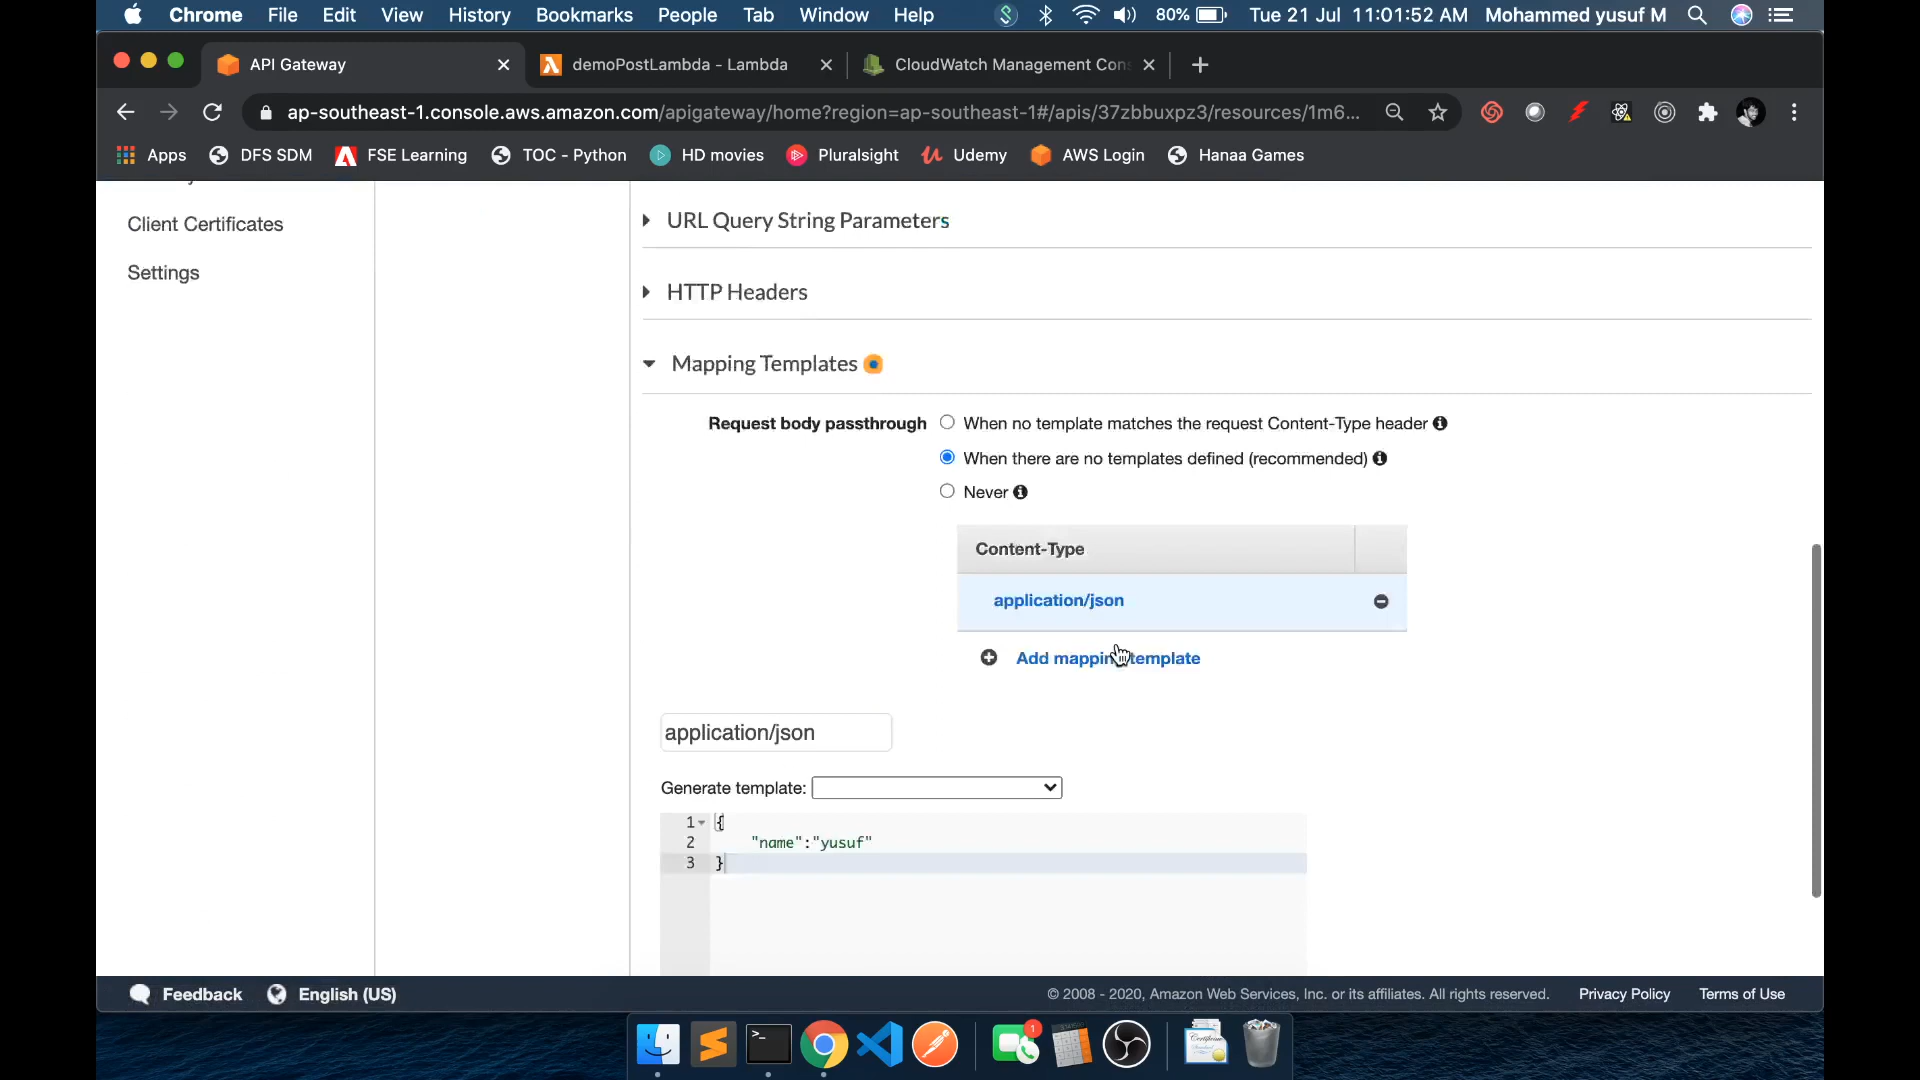 Chrome File Edit View History Bookmarks People Tab Window Help 80% Tue 21 Jul 11:01:52 AM Mohammed yusuf M
API Gateway demoPostLambda - Lambda CloudWatch Management Con
ap-southeast-1.console.aws.amazon.com/apigateway/home?region=ap-southeast-1#/apis/37zbbuxpz3/resources/1m6...
Apps DFS SDM FSE Learning TOC - Python HD movies Pluralsight Udemy AWS Login Hanaa Games
Client Certificates
Settings
URL Query String Parameters
HTTP Headers
Mapping Templates
Request body passthrough When no template matches the request Content-Type header
When there are no templates defined (recommended)
Never
Content-Type
application/json
Add mapping template
application/json
Generate template:
1 {
2 "name":"yusuf"
3 }
Feedback English (US) © 2008 - 2020, Amazon Web Services, Inc. or its affiliates. All rights reserved. Privacy Policy Terms of Use
1